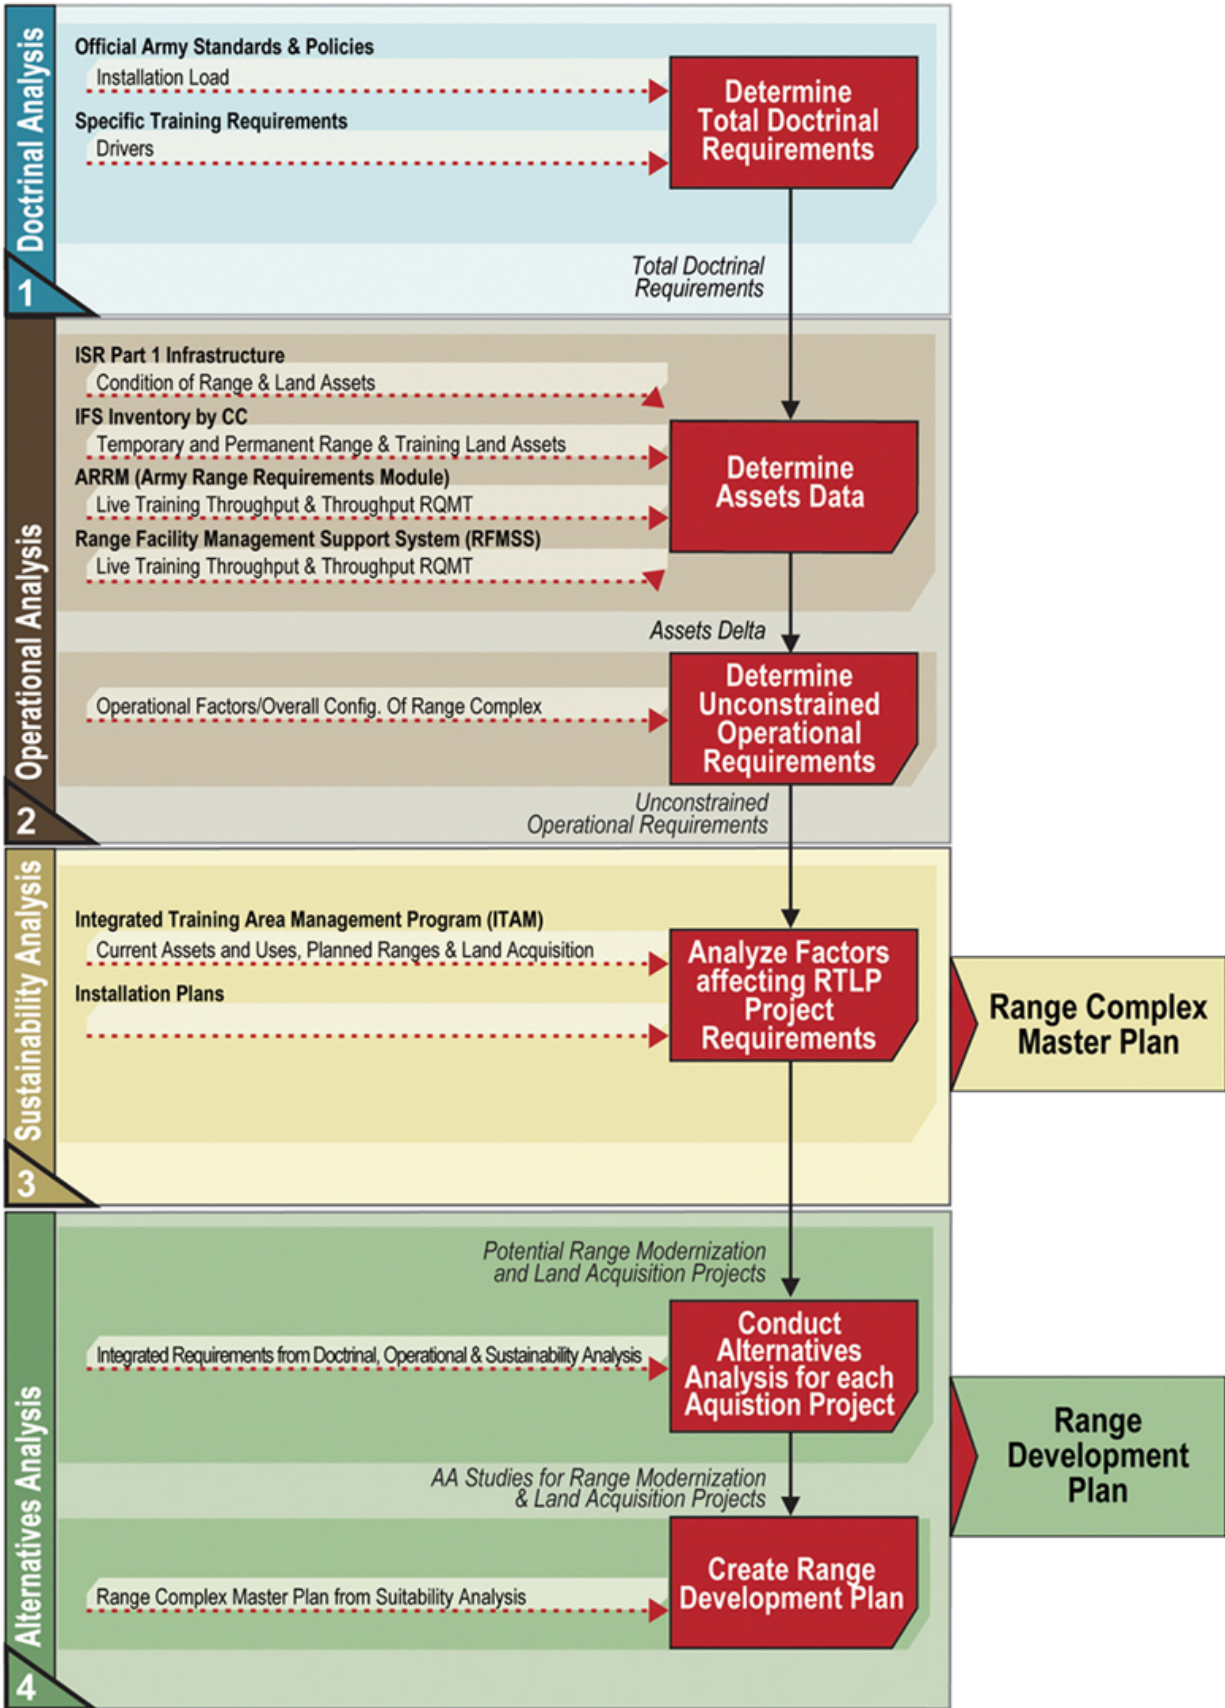 Doctrinal Analysis
1
Official Army Standards & Policies
Installation Load
Specific Training Requirements
Drivers
Determine
Total Doctrinal
Requirements
Total Doctrinal
Requirements
Operational Analysis
2
ISR Part 1 Infrastructure
Condition of Range & Land Assets
IFS Inventory by CC
Temporary and Permanent Range & Training Land Assets
ARRM (Army Range Requirements Module)
Live Training Throughput & Throughput RQMT
Range Facility Management Support System (RFMSS)
Live Training Throughput & Throughput RQMT
Determine
Assets Data
Assets Delta
Operational Factors/Overall Config. Of Range Complex
Determine
Unconstrained
Operational
Requirements
Unconstrained
Operational Requirements
Sustainability Analysis
3
Integrated Training Area Management Program (ITAM)
Current Assets and Uses, Planned Ranges & Land Acquisition
Installation Plans
Analyze Factors
affecting RTLP
Project
Requirements
Range Complex
Master Plan
Alternatives Analysis
4
Potential Range Modernization
and Land Acquisition Projects
Integrated Requirements from Doctrinal, Operational & Sustainability Analysis
Conduct
Alternatives
Analysis for each
Aquistion Project
Range
Development
Plan
AA Studies for Range Modernization
& Land Acquisition Projects
Range Complex Master Plan from Suitability Analysis
Create Range
Development Plan